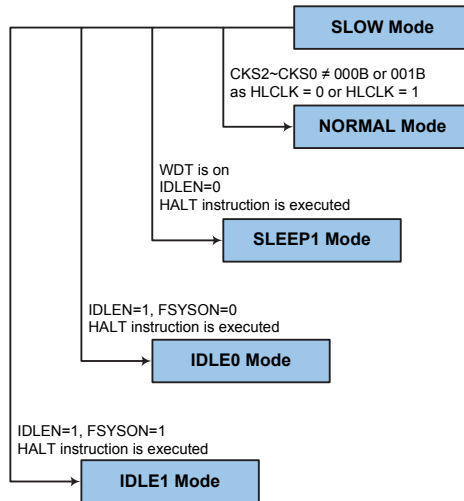 SLOW Mode
CKS2~CKS0 ≠ 000B or 001B
as HLCLK = 0 or HLCLK = 1
NORMAL Mode
WDT is on
IDLEN=0
HALT instruction is executed
SLEEP1 Mode
IDLEN=1, FSYSON=0
HALT instruction is executed
IDLE0 Mode
IDLEN=1, FSYSON=1
HALT instruction is executed
IDLE1 Mode